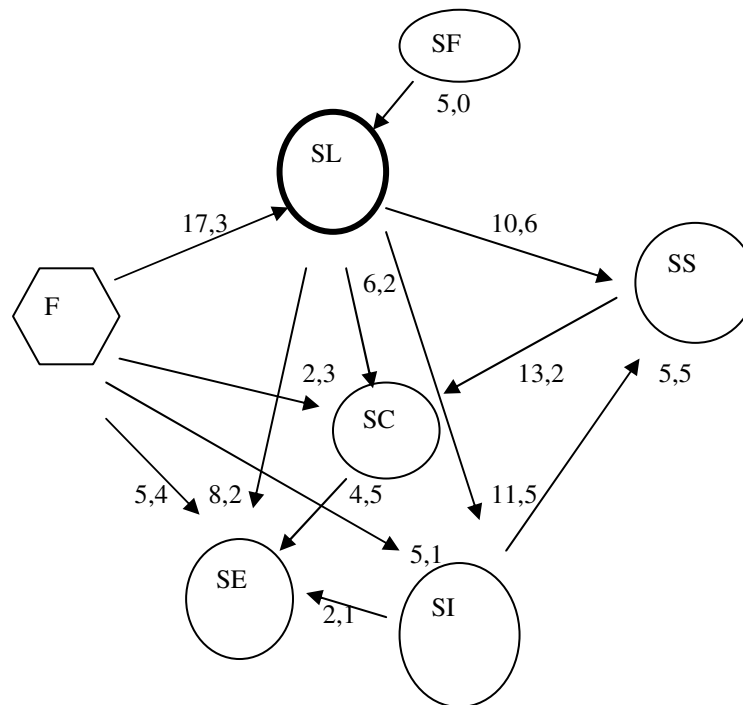 SF
5,0
SL
17,3
10,6
SS
F
6,2
2,3
13,2
5,5
SC
5,4
8,2
4,5
11,5
5,1
SE
SI
2,1